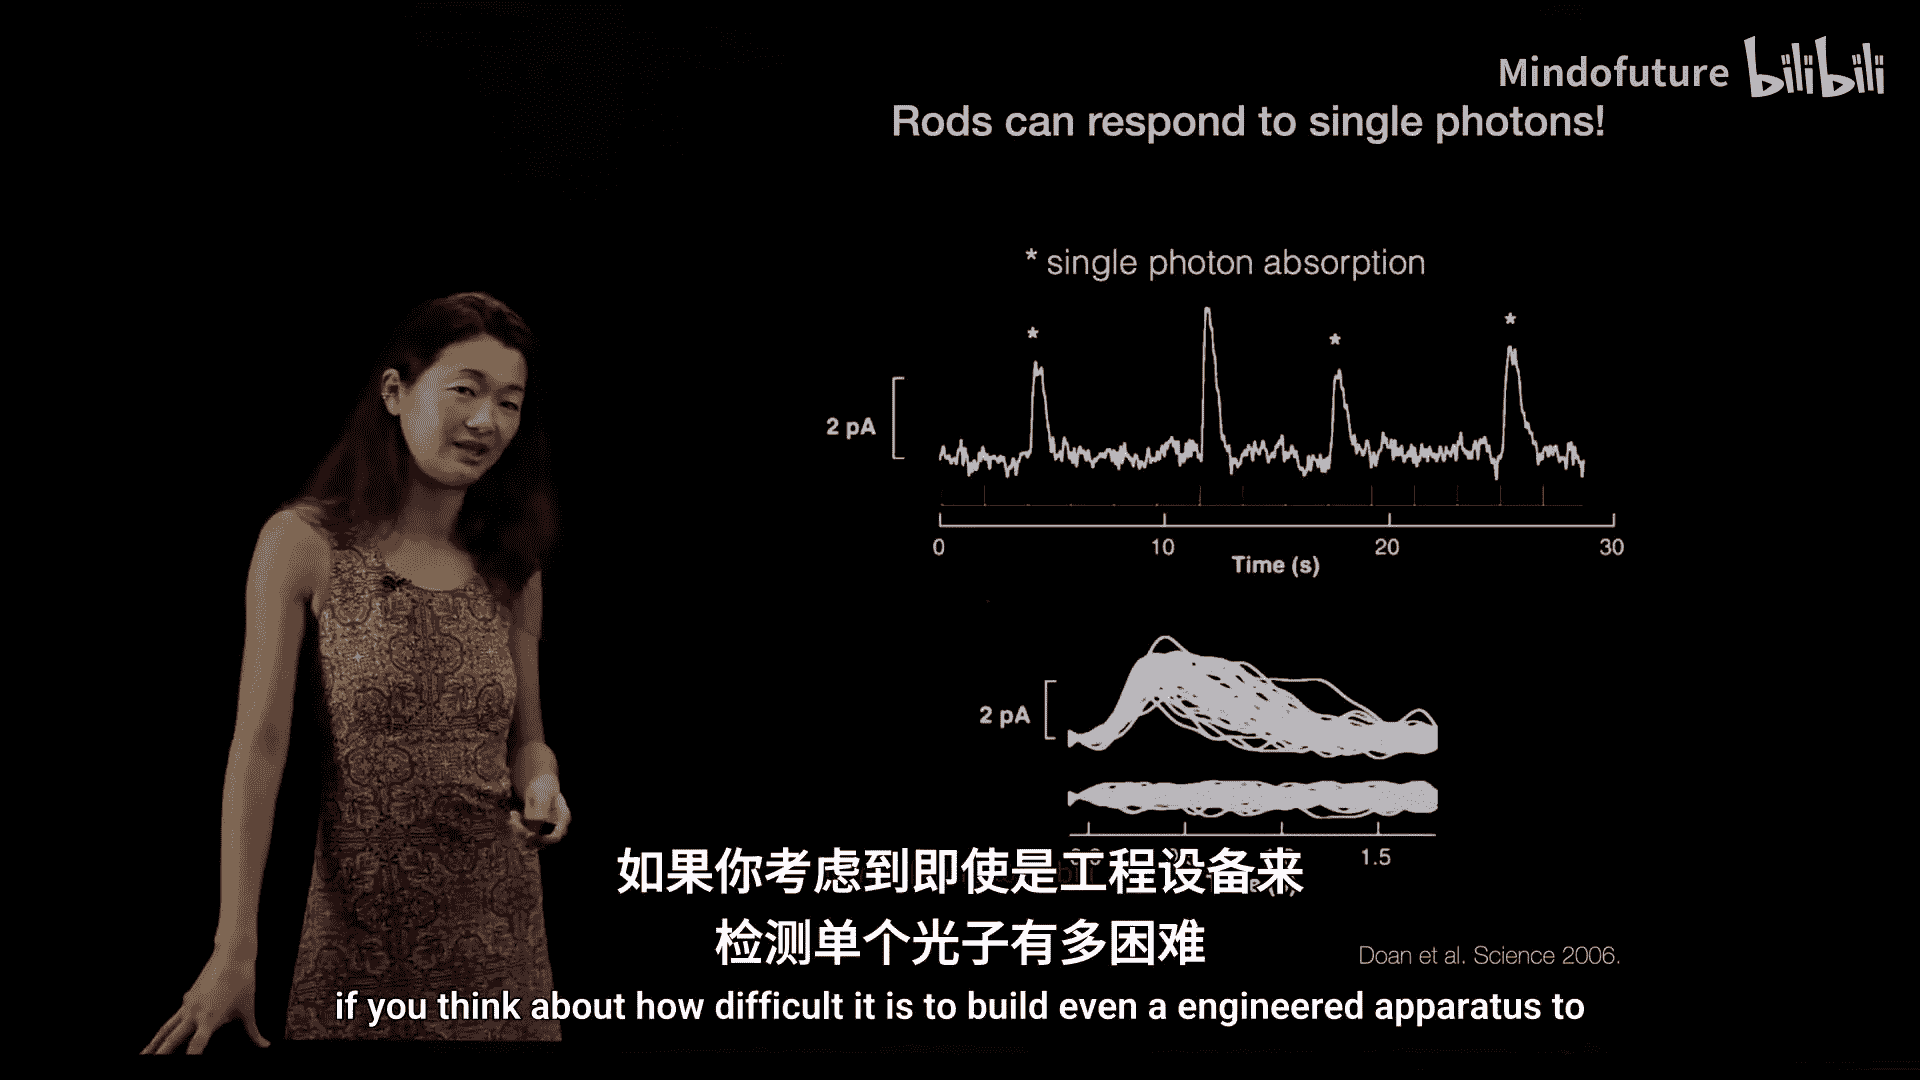 Mindofuture bilibili
Rods can respond to single photons!
* single photon absorption
* * * *
2 pA
0 10 20 30
Time (s)
2 pA
1.5
如果你考虑到即使是工程设备来
检测单个光子有多困难
Doan et al. Science 2006.
if you think about how difficult it is to build even a engineered apparatus to